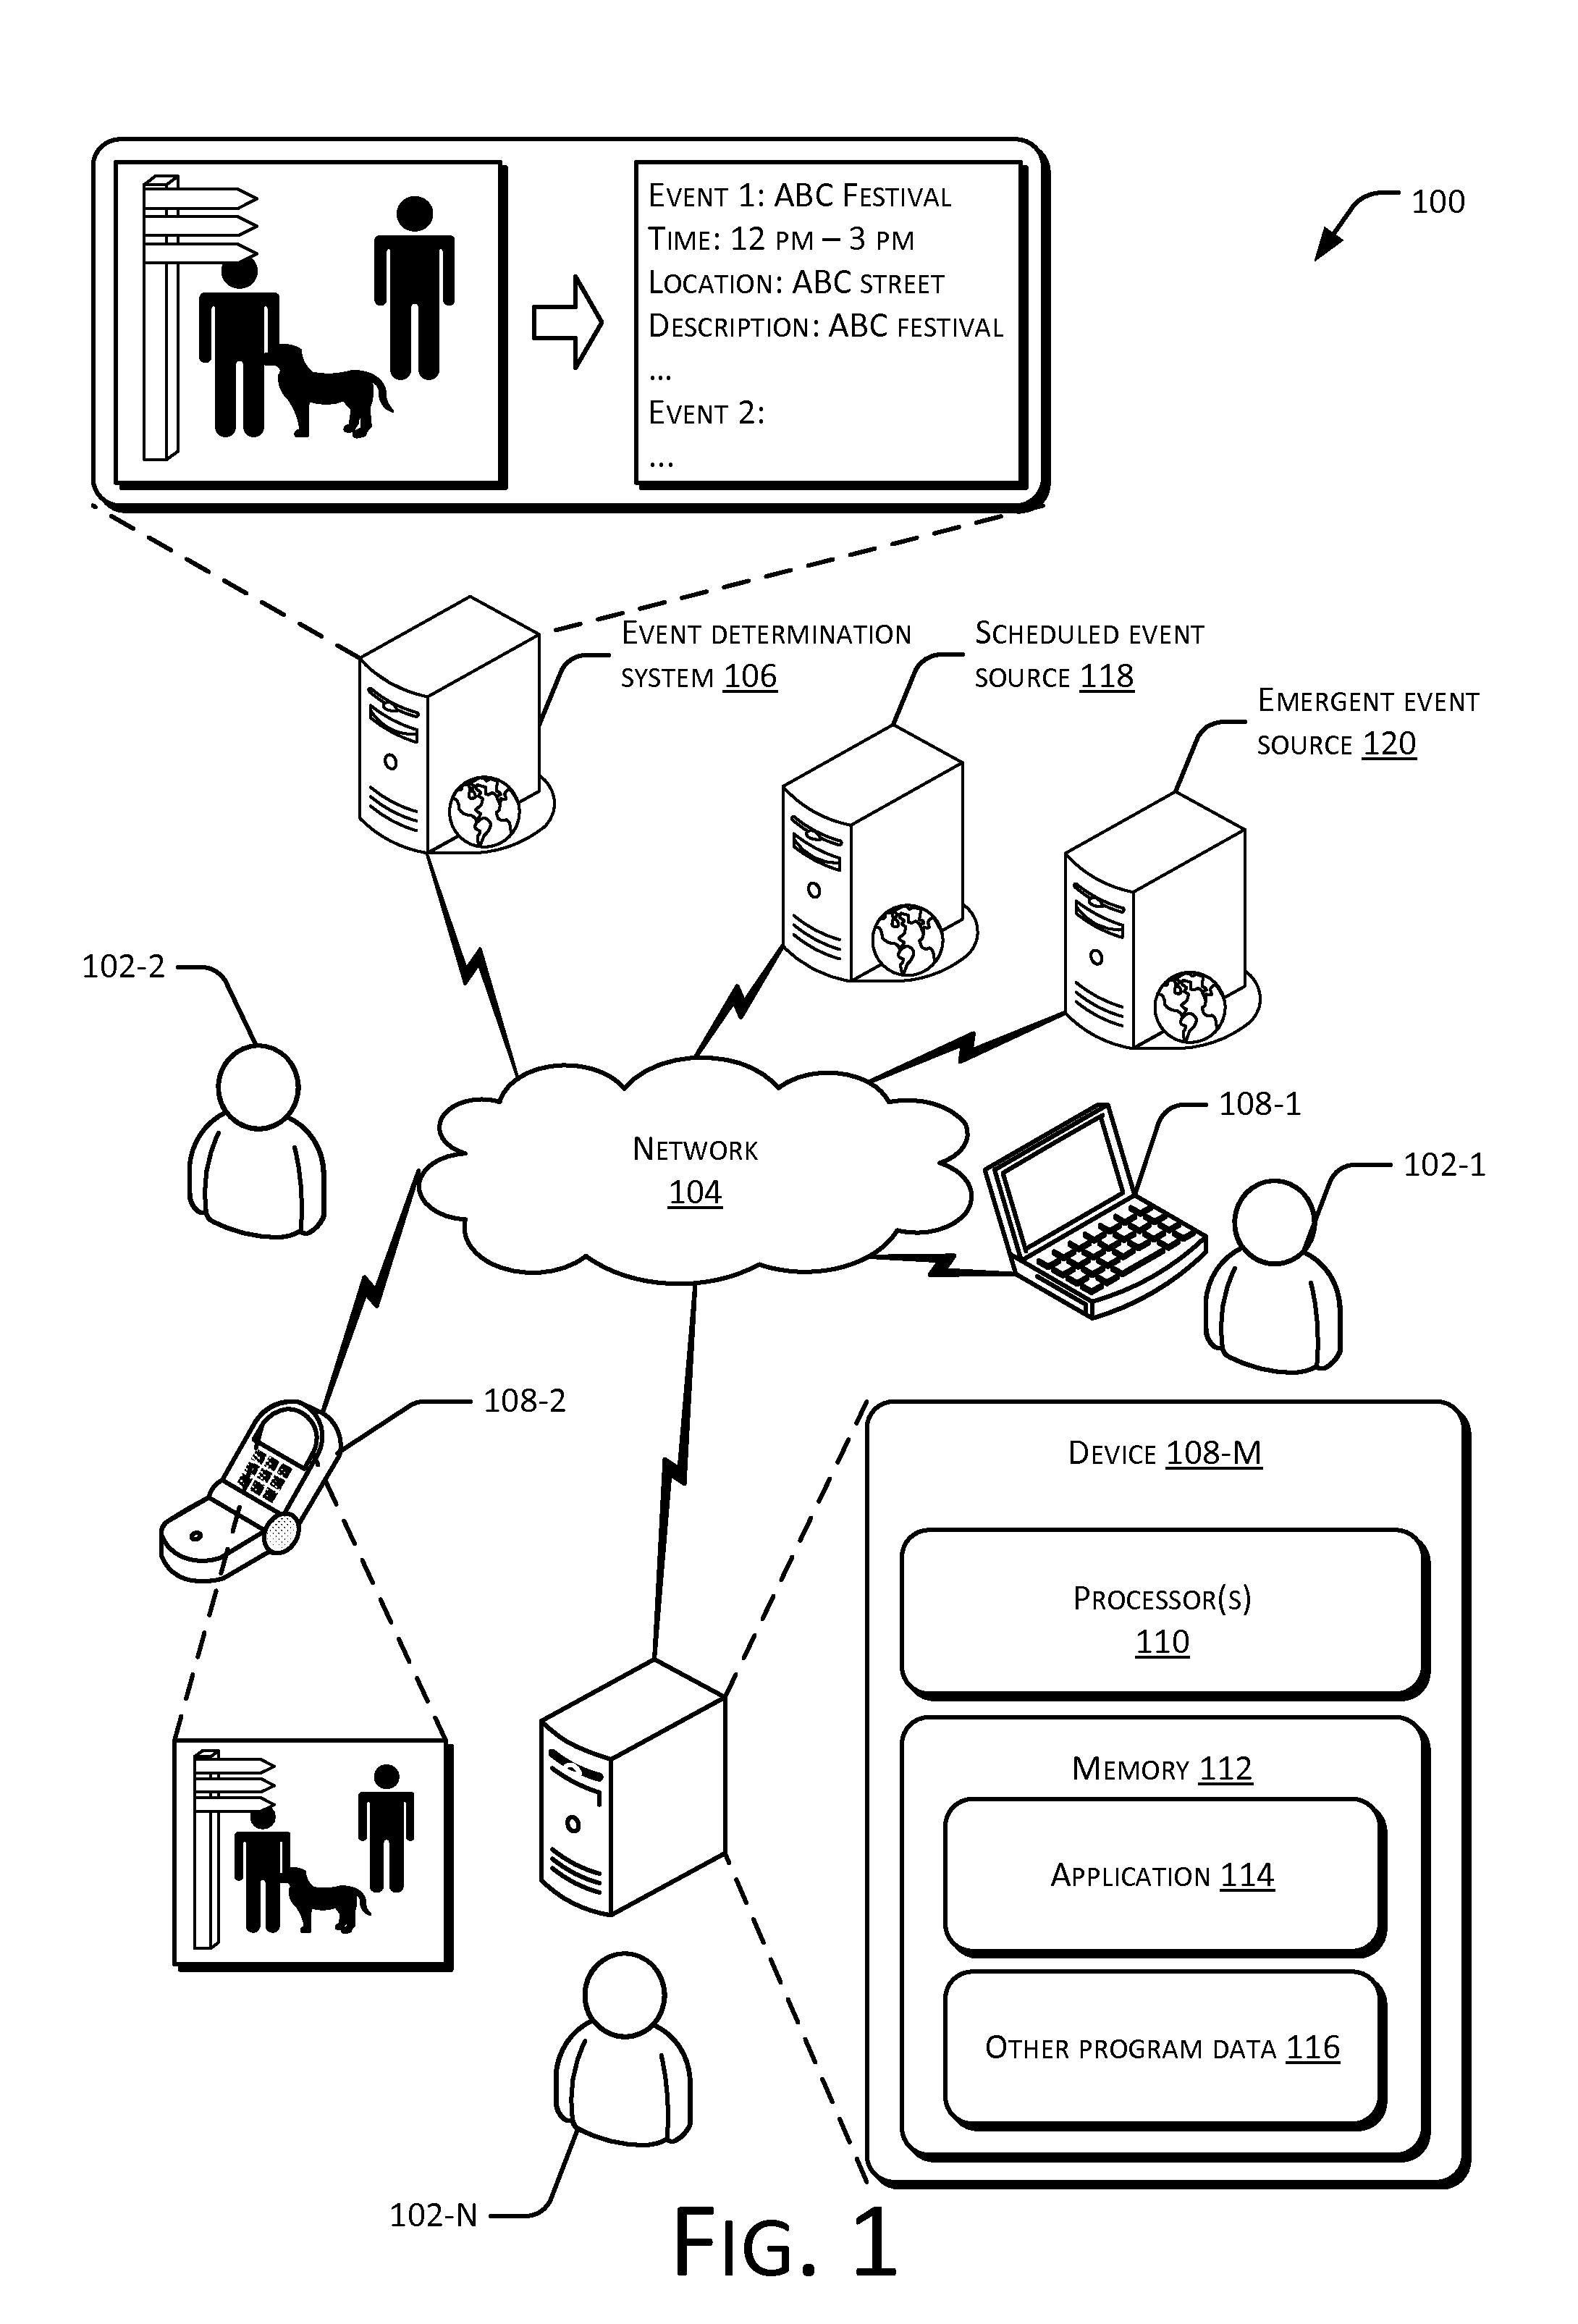 Event 1: ABC Festival
Time: 12 pm – 3 pm
Location: ABC street
Description: ABC festival
...
Event 2:
...
100
Event determination
system 106
Scheduled event
source 118
Emergent event
source 120
102-2
Network
104
108-1
102-1
108-2
Device 108-M
Processor(s)
110
Memory 112
Application 114
Other program data 116
102-N
Fig. 1